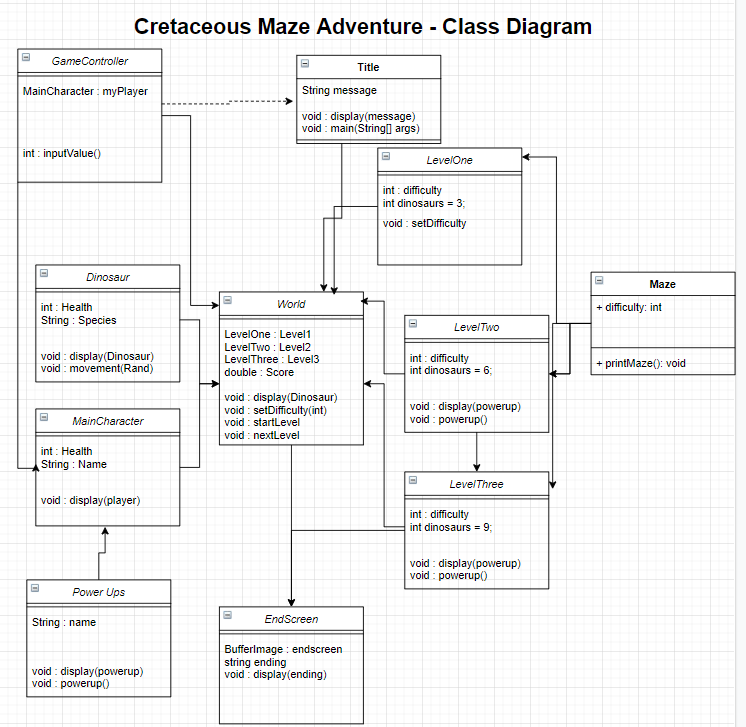 Cretaceous Maze Adventure - Class Diagram
GameController
MainCharacter : myPlayer
int : inputValue()
Title
String message
void : display(message)
void : main(String[] args)
LevelOne
int : difficulty
int dinosaurs = 3;
void : setDifficulty
Dinosaur
int : Health
String : Species
void : display(Dinosaur)
void : movement(Rand)
World
LevelOne : Level1
LevelTwo : Level2
LevelThree : Level3
double : Score
void : display(Dinosaur)
void : setDifficulty(int)
void : startLevel
void : nextLevel
LevelTwo
int : difficulty
int dinosaurs = 6;
void : display(powerup)
void : powerup()
Maze
+ difficulty: int
+ printMaze(): void
MainCharacter
int : Health
String : Name
void : display(player)
LevelThree
int : difficulty
int dinosaurs = 9;
void : display(powerup)
void : powerup()
Power Ups
String : name
void : display(powerup)
void : powerup()
EndScreen
BufferImage : endscreen
string ending
void : display(ending)